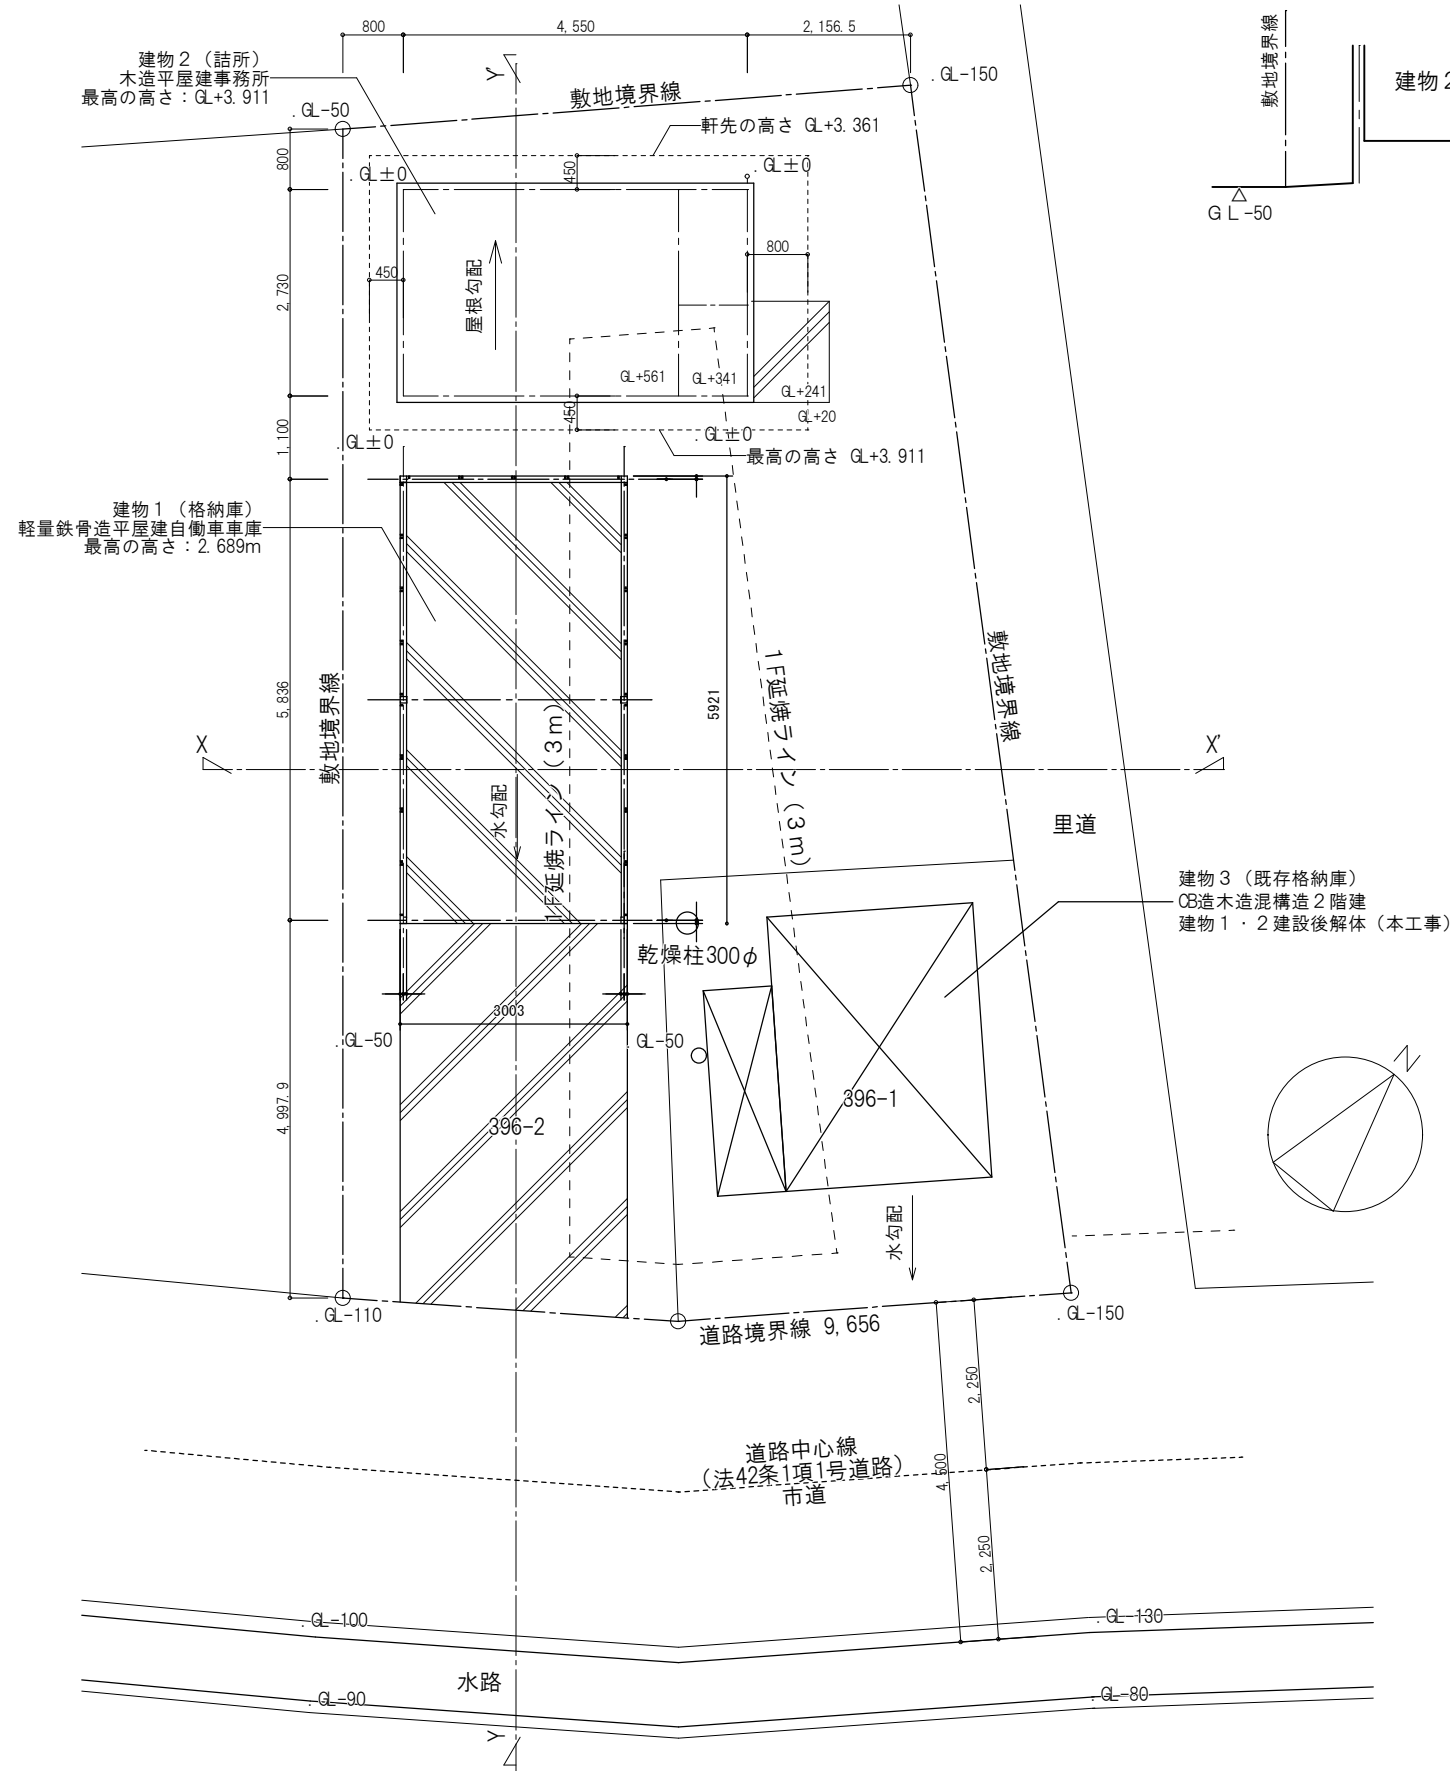 800
4,550
2,156.5
敷地境界線
建物2
GL-50
建物２（詰所）
木造平屋建事務所
最高の高さ：GL+3.911
Y'
.GL-150
敷地境界線
.GL-50
軒先の高さ GL+3.361
800
450
.GL±0
.GL±0
800
450
2,730
屋根勾配
GL+561
GL+341
GL+241
GL+20
450
1,100
.GL±0
.GL±0
最高の高さ GL+3.911
建物１（格納庫）
軽量鉄骨造平屋建自動車車庫
最高の高さ：2.689m
5,836
敷地境界線
5921
1F延焼ライン（3ｍ）
敷地境界線
1F延焼ライン（3ｍ）
X
X'
水勾配
里道
建物３（既存格納庫）
CB造木造混構造２階建
建物１・２建設後解体（本工事）
乾燥柱300φ
3003
.GL-50
.GL-50
396-1
396-2
4,997.9
N
水勾配
.GL-110
.GL-150
道路境界線 9,656
2,250
道路中心線
（法42条1項1号道路）
市道
4,500
2,250
.GL-100
.GL-130
水路
.GL-90
.GL-80
Y